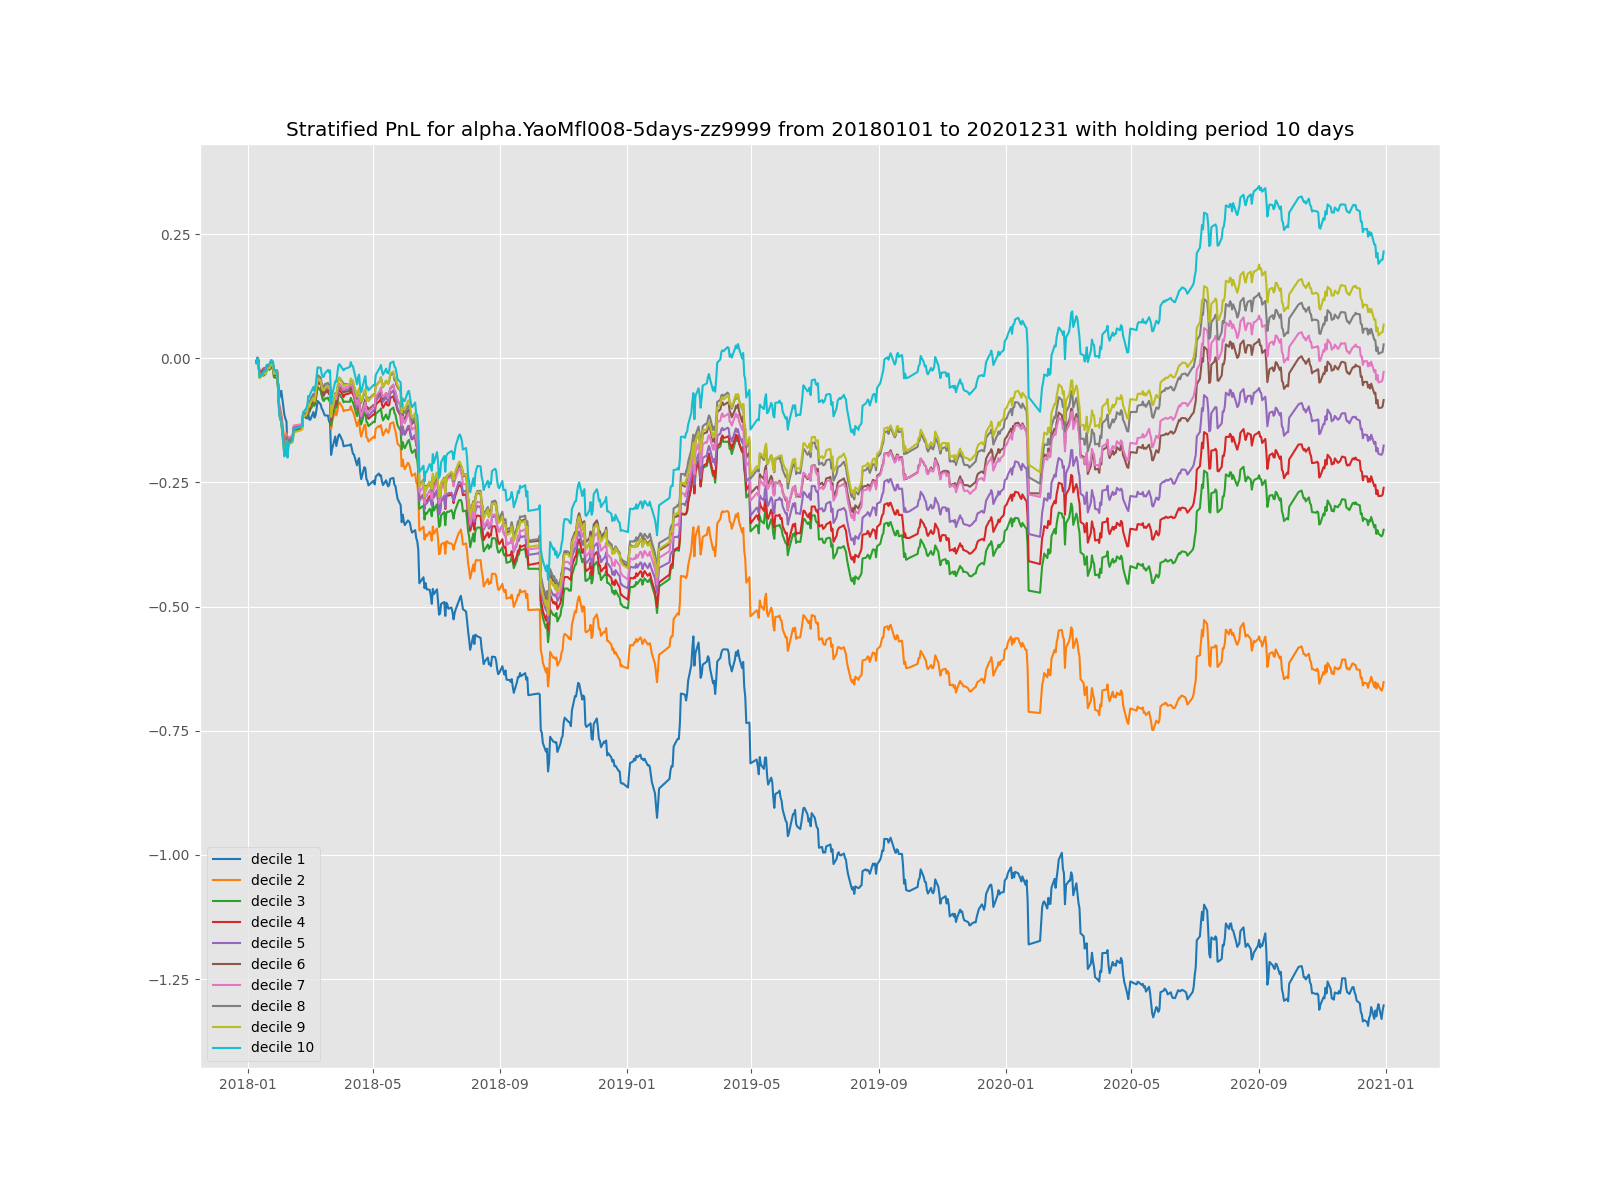 Stratified PnL for alpha.YaoMfl008-5days-zz9999 from 20180101 to 20201231 with holding period 10 days
0.25
0.00
−0.25
−0.50
−0.75
−1.00
−1.25
decile 1
decile 2
decile 3
decile 4
decile 5
decile 6
decile 7
decile 8
decile 9
decile 10
2018-01 2018-05 2018-09 2019-01 2019-05 2019-09 2020-01 2020-05 2020-09 2021-01